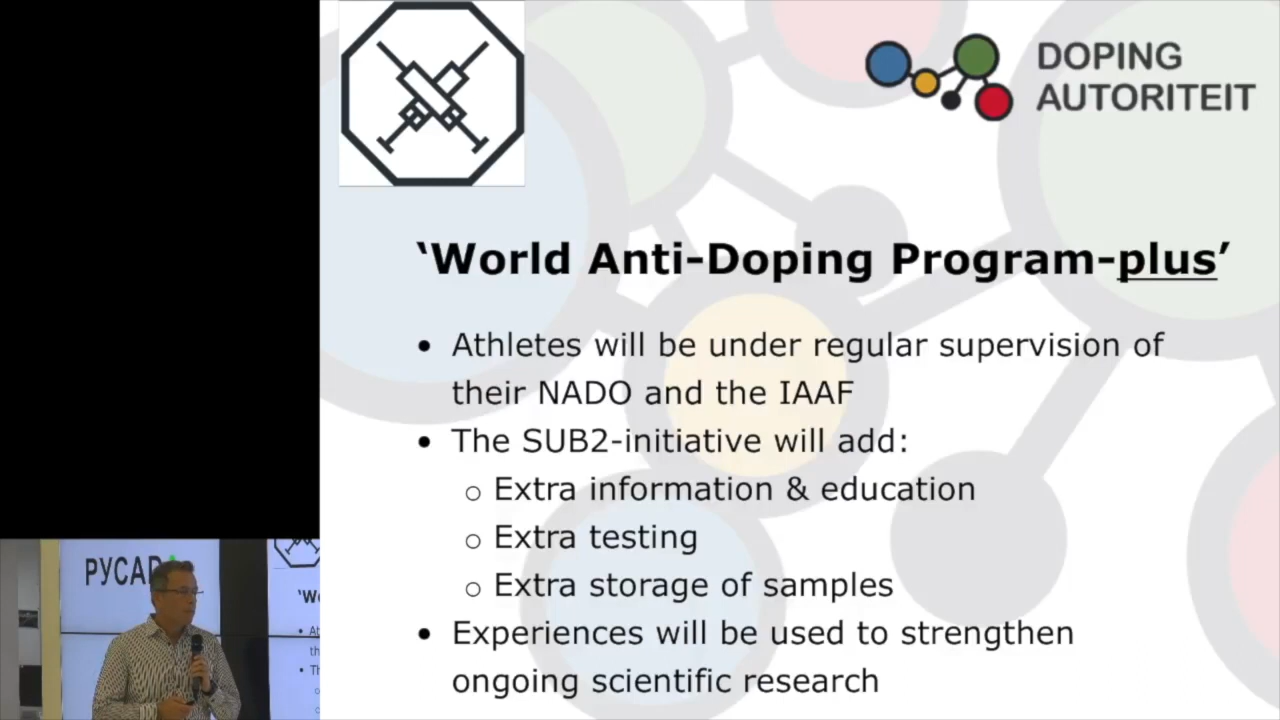 DOPING
AUTORITEIT
‘World Anti-Doping Program-plus’
• Athletes will be under regular supervision of
their NADO and the IAAF
• The SUB2-initiative will add:
o Extra information & education
o Extra testing
o Extra storage of samples
• Experiences will be used to strengthen
ongoing scientific research
РУСАД